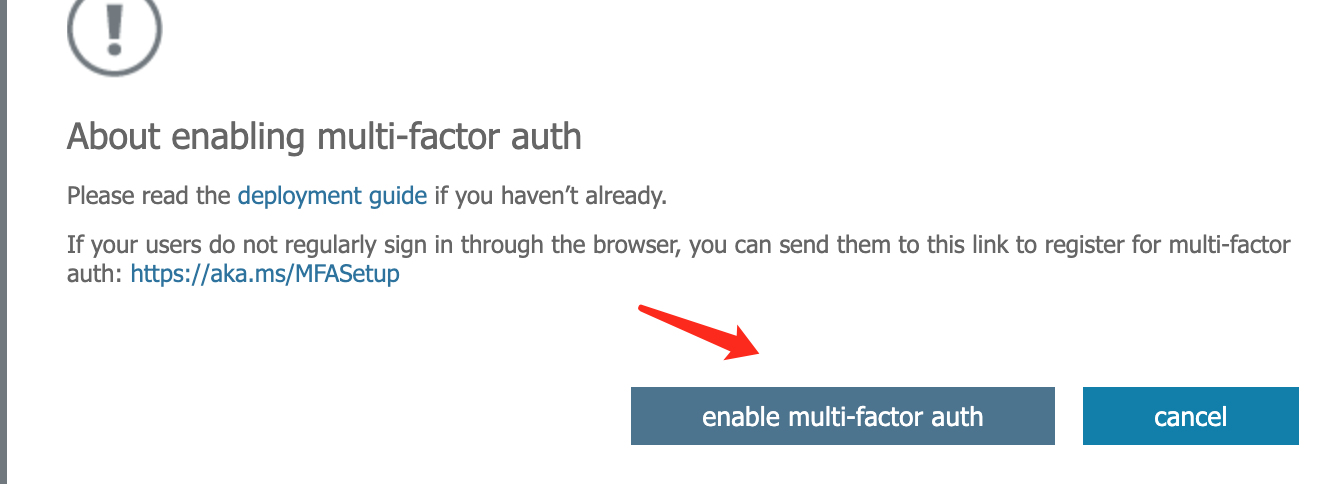 About enabling multi-factor auth
Please read the deployment guide if you haven’t already.
If your users do not regularly sign in through the browser, you can send them to this link to register for multi-factor
auth: https://aka.ms/MFASetup
enable multi-factor auth
cancel